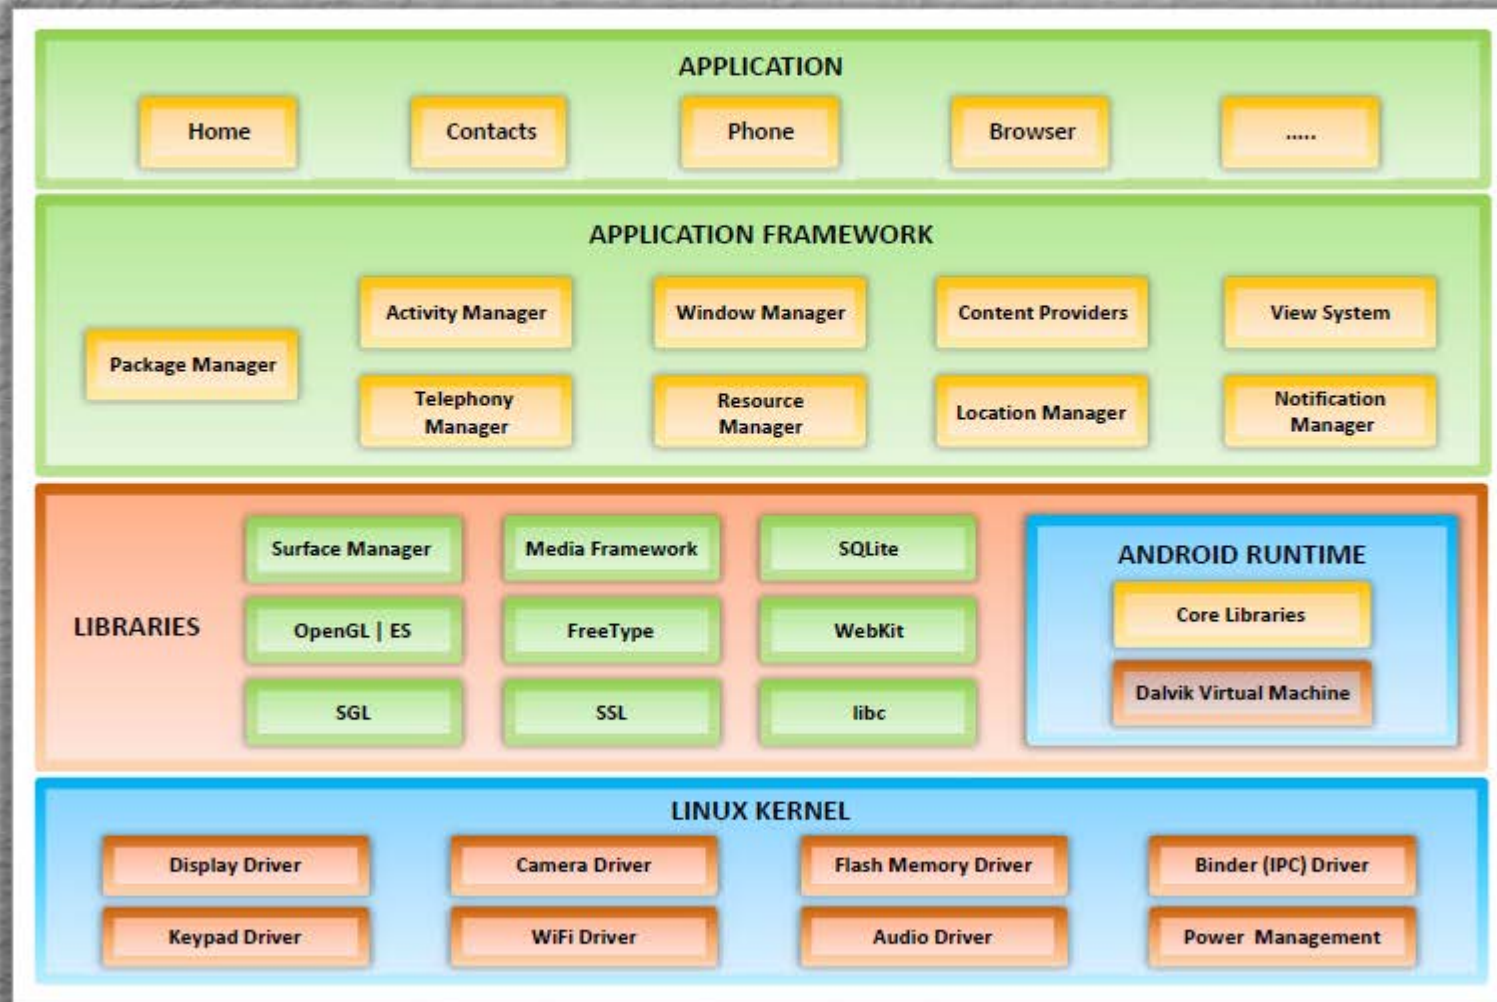 APPLICATION
Home
Contacts
Phone
Browser
.....
APPLICATION FRAMEWORK
Package Manager
Activity Manager
Window Manager
Content Providers
View System
Telephony
Manager
Resource
Manager
Location Manager
Notification
Manager
LIBRARIES
Surface Manager
Media Framework
SQLite
OpenGL | ES
FreeType
WebKit
SGL
SSL
libc
ANDROID RUNTIME
Core Libraries
Dalvik Virtual Machine
LINUX KERNEL
Display Driver
Camera Driver
Flash Memory Driver
Binder (IPC) Driver
Keypad Driver
WiFi Driver
Audio Driver
Power Management